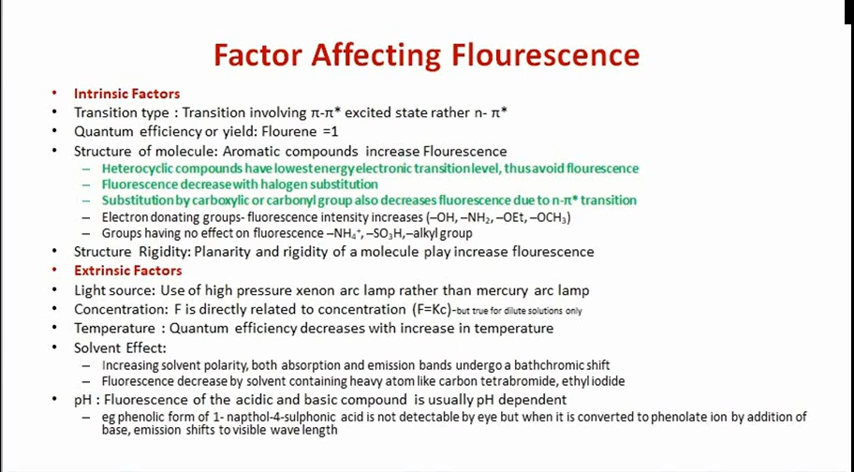 Factor Affecting Flourescence
• Intrinsic Factors
• Transition type : Transition involving π-π* excited state rather n- π*
• Quantum efficiency or yield: Flourene =1
• Structure of molecule: Aromatic compounds increase Flourescence
– Heterocyclic compounds have lowest energy electronic transition level, thus avoid flourescence
– Fluorescence decrease with halogen substitution
– Substitution by carboxylic or carbonyl group also decreases fluorescence due to n-π* transition
– Electron donating groups- fluorescence intensity increases (–OH, –NH₂, –OEt, –OCH₃)
– Groups having no effect on fluorescence –NH₄⁺, –SO₃H,–alkyl group
• Structure Rigidity: Planarity and rigidity of a molecule play increase flourescence
• Extrinsic Factors
• Light source: Use of high pressure xenon arc lamp rather than mercury arc lamp
• Concentration: F is directly related to concentration (F=Kc)-but true for dilute solutions only
• Temperature : Quantum efficiency decreases with increase in temperature
• Solvent Effect:
– Increasing solvent polarity, both absorption and emission bands undergo a bathchromic shift
– Fluorescence decrease by solvent containing heavy atom like carbon tetrabromide, ethyl iodide
• pH : Fluorescence of the acidic and basic compound is usually pH dependent
– eg phenolic form of 1- napthol-4-sulphonic acid is not detectable by eye but when it is converted to phenolate ion by addition of
base, emission shifts to visible wave length